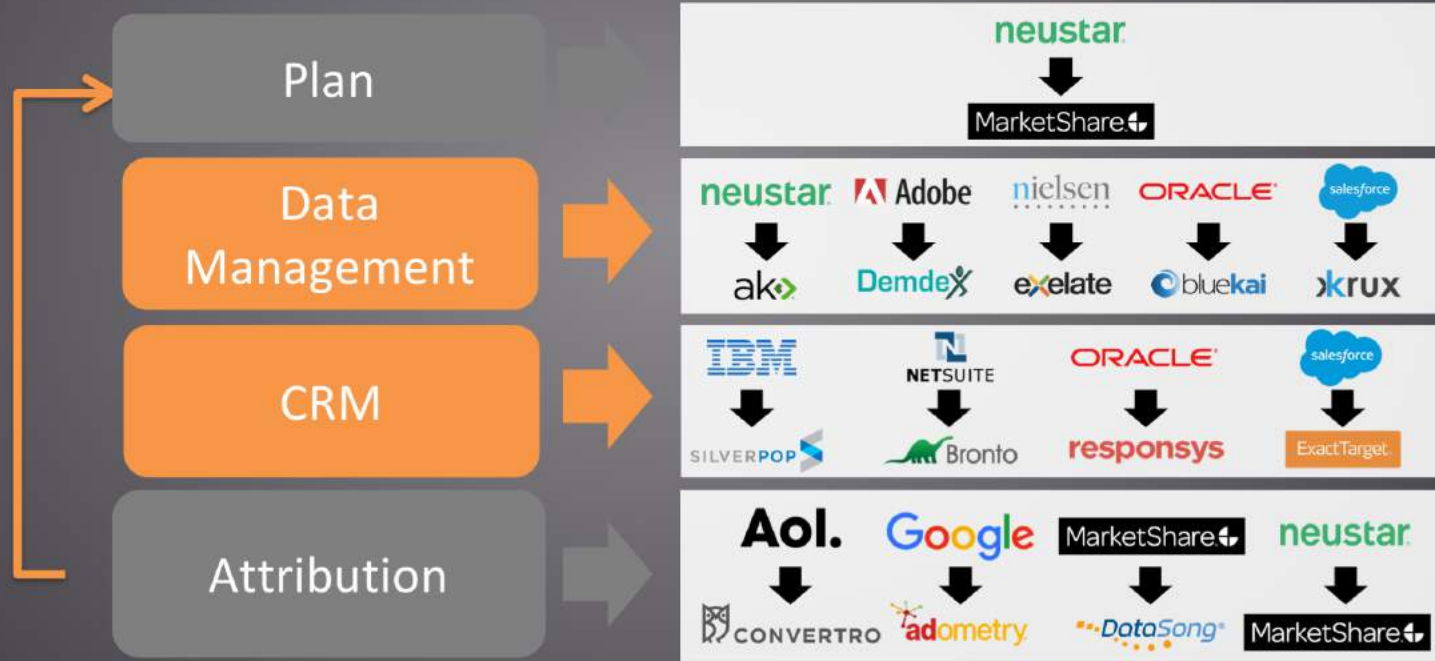 Plan
neustar.
MarketShare
Data
Management
neustar. Adobe nielsen ORACLE® salesforce
ak Demdex exelate bluekai krux
CRM
IBM NETSUITE ORACLE® salesforce
SILVERPOP Bronto responsys ExactTarget.
Attribution
Aol. Google MarketShare neustar.
CONVERTRO adometry. DataSong® MarketShare